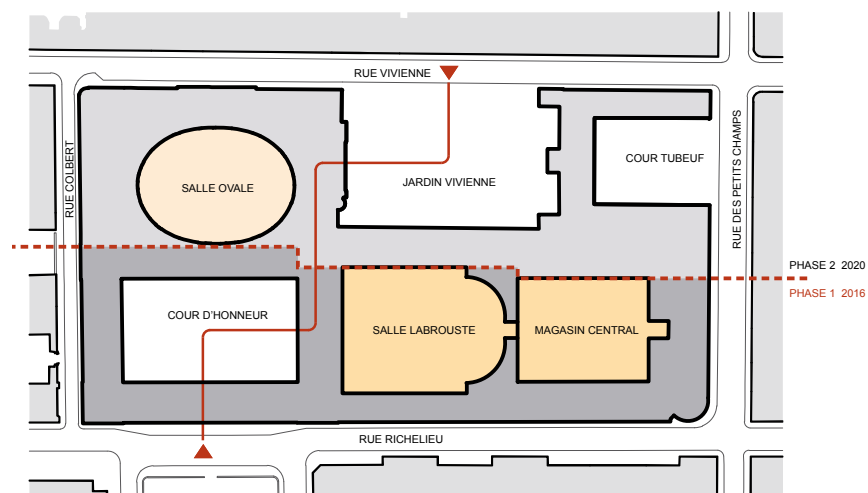 RUE VIVIENNE
RUE COLBERT
SALLE OVALE
JARDIN VIVIENNE
COUR TUBEUF
RUE DES PETITS CHAMPS
PHASE 2 2020
PHASE 1 2016
COUR D'HONNEUR
SALLE LABROUSTE
MAGASIN CENTRAL
RUE RICHELIEU